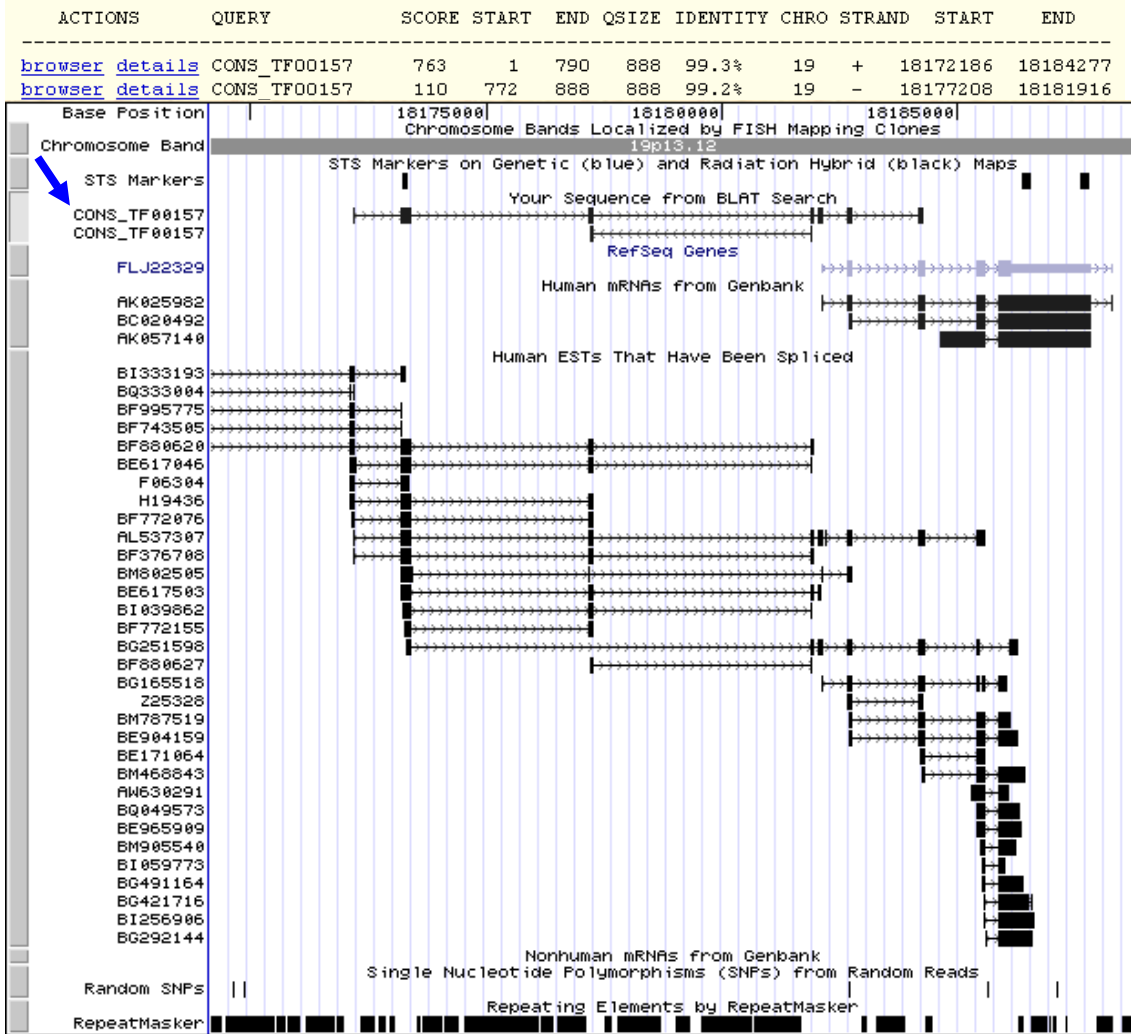 ACTIONS QUERY SCORE START END QSIZE IDENTITY CHRO STRAND START END
browser details CONS_TF00157 763 1 790 888 99.3% 19 + 18172186 18184277
browser details CONS_TF00157 110 772 888 888 99.2% 19 - 18177208 18181916
Base Position 18175000| 18180000| 18185000|
Chromosome Bands Localized by FISH Mapping Clones
Chromosome Band 19p13.12
STS Markers on Genetic (blue) and Radiation Hybrid (black) Maps
STS Markers
Your Sequence from BLAT Search
CONS_TF00157
CONS_TF00157
RefSeq Genes
FLJ22329
Human mRNAs from Genbank
AK025982
BC020492
AK057140
Human ESTs That Have Been Spliced
BI333193
BQ333004
BF995775
BF743505
BF880620
BE617046
F06304
H19436
BF772076
AL537307
BF376708
BM802505
BE617503
BI039862
BF772155
BG251598
BF880627
BG165518
Z25328
BM787519
BE904159
BE171064
BM468843
AW630291
BQ049573
BE965909
BM905540
BI059773
BG491164
BG421716
BI256906
BG292144
Nonhuman mRNAs from Genbank
Single Nucleotide Polymorphisms (SNPs) from Random Reads
Random SNPs
Repeating Elements by RepeatMasker
RepeatMasker